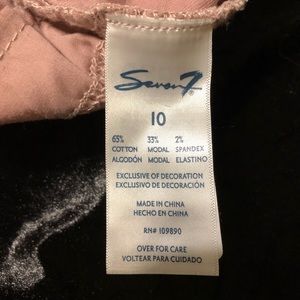 Seven7
10
65% 33% 2%
COTTON MODAL SPANDEX
ALGODÓN MODAL ELASTINO
EXCLUSIVE OF DECORATION
EXCLUSIVO DE DECORACIÓN
MADE IN CHINA
HECHO EN CHINA
RN# 109890
OVER FOR CARE
VOLTEAR PARA CUIDADO